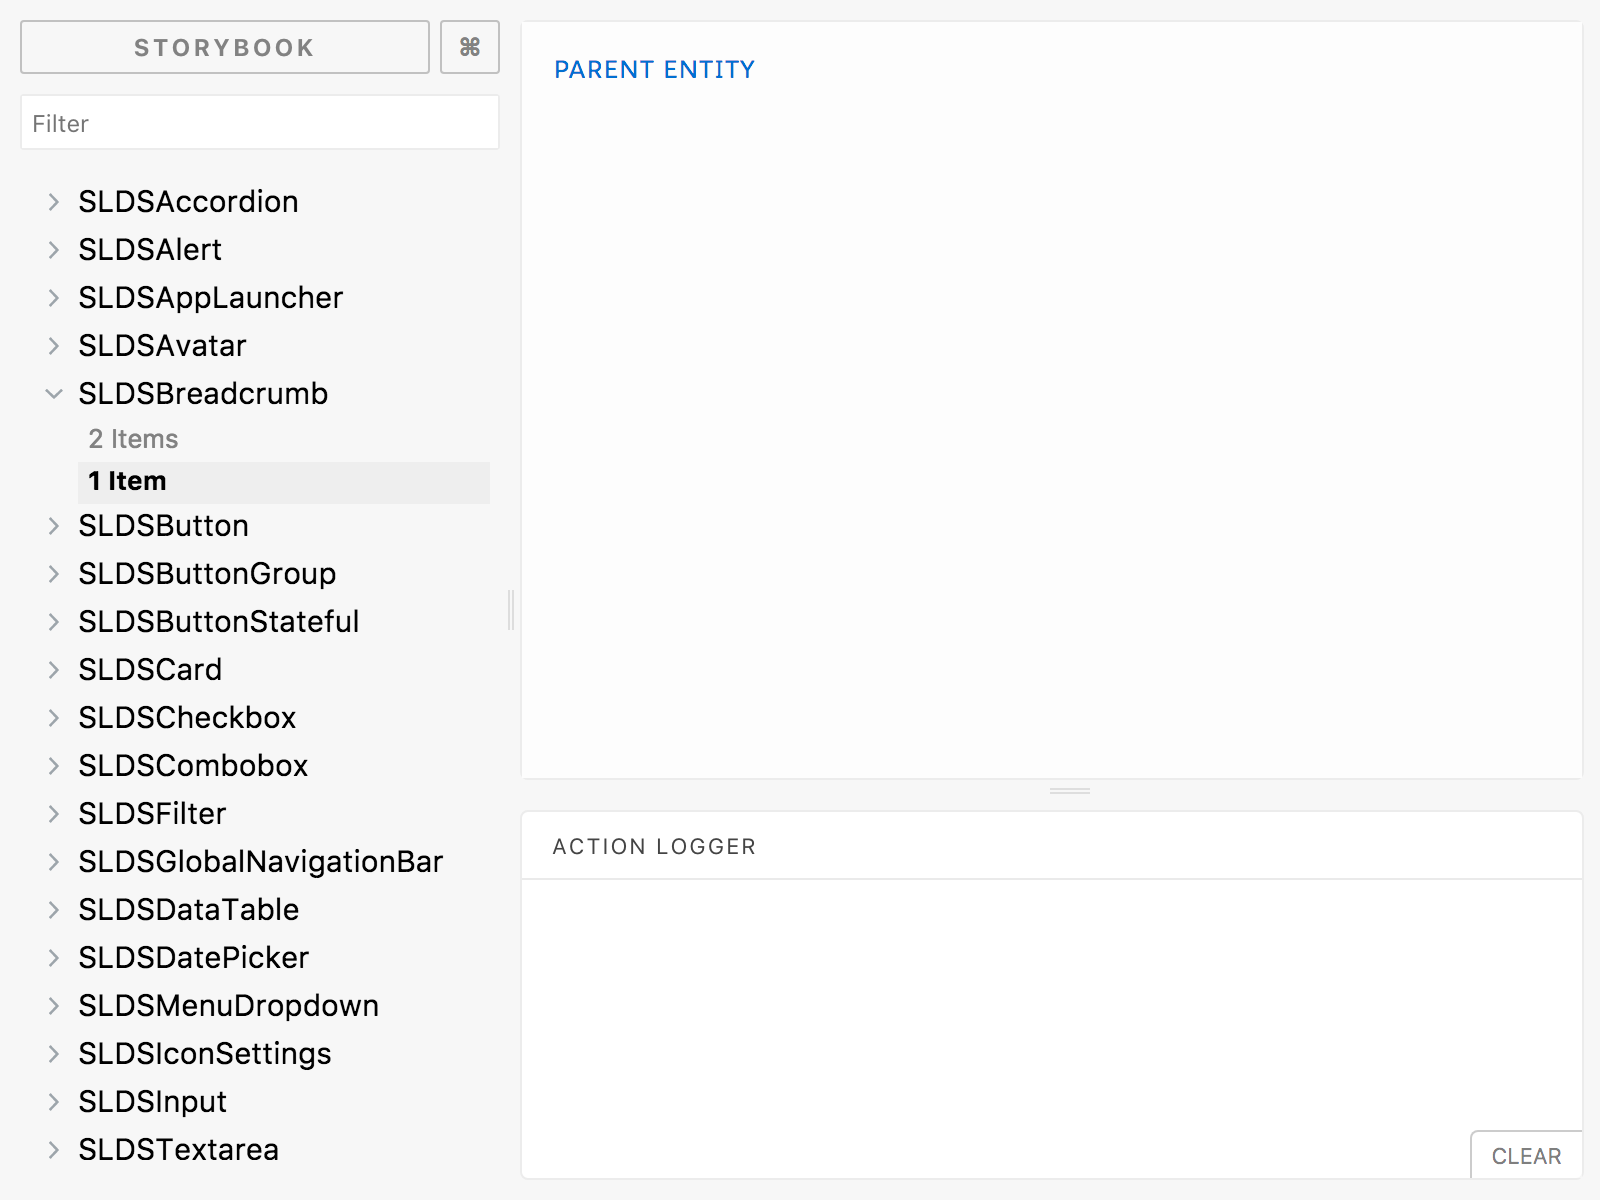 STORYBOOK
⌘
Filter
SLDSAccordion
SLDSAlert
SLDSAppLauncher
SLDSAvatar
SLDSBreadcrumb
2 Items
1 Item
SLDSButton
SLDSButtonGroup
SLDSButtonStateful
SLDSCard
SLDSCheckbox
SLDSCombobox
SLDSFilter
SLDSGlobalNavigationBar
SLDSDataTable
SLDSDatePicker
SLDSMenuDropdown
SLDSIconSettings
SLDSInput
SLDSTextarea
PARENT ENTITY
ACTION LOGGER
CLEAR